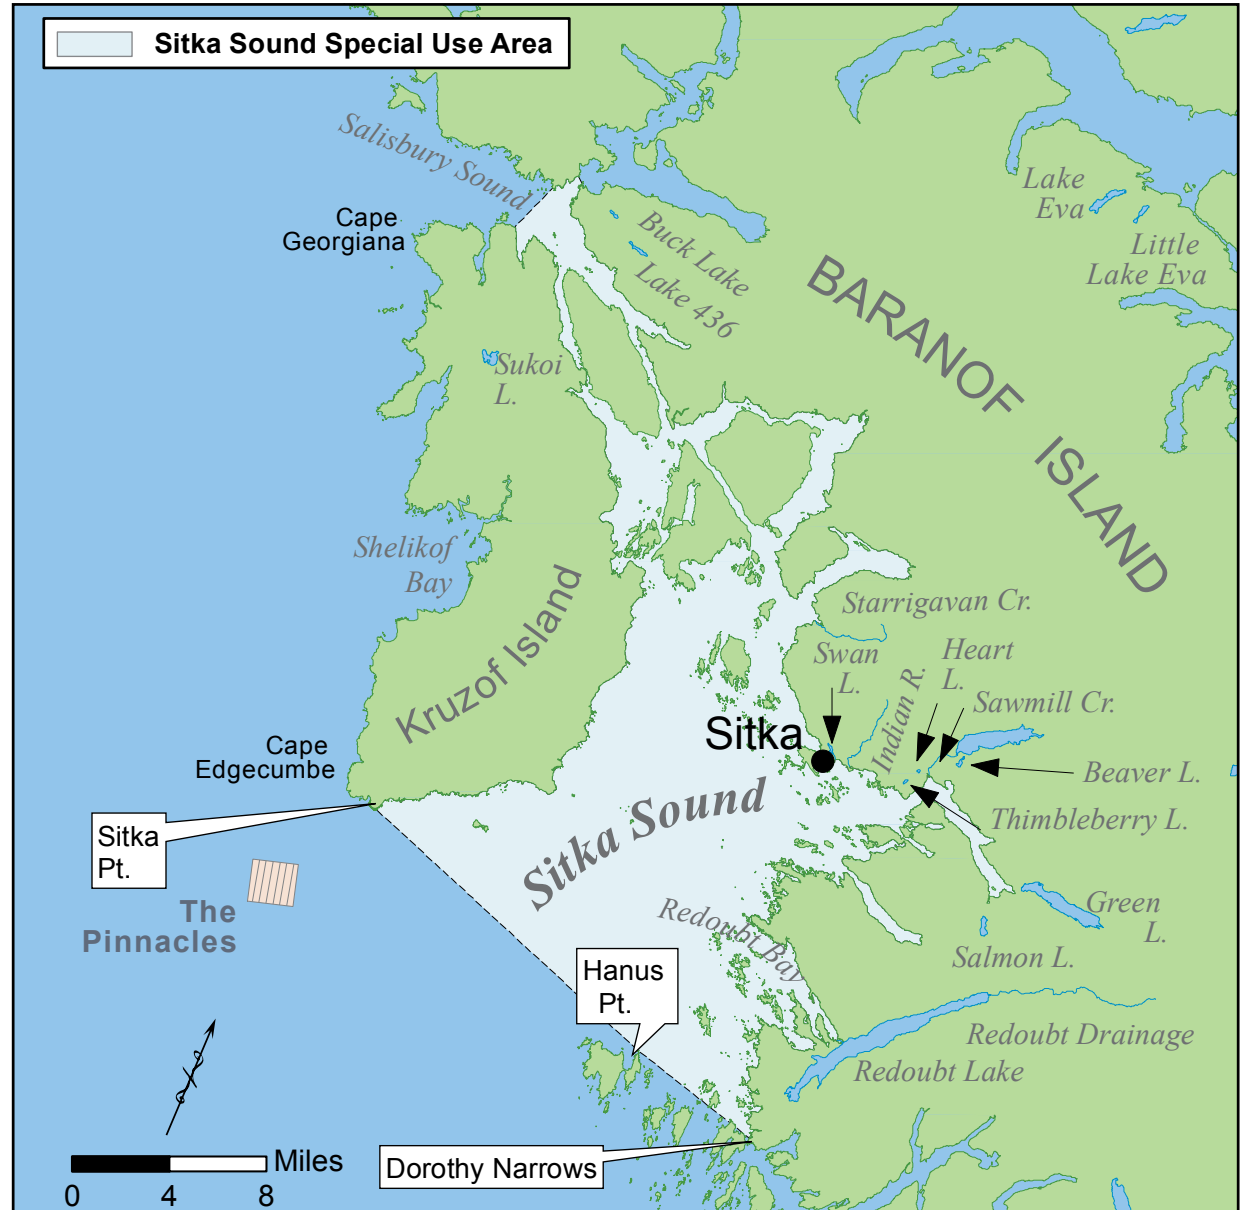 Sitka Sound Special Use Area
Salisbury Sound
Cape
Georgiana
Buck Lake
Lake 436
Lake
Eva
Little
Lake Eva
BARANOF ISLAND
Sukoi
L.
Shelikof
Bay
Kruzof Island
Starrigavan Cr.
Swan
L.
Indian R.
Heart
L.
Sawmill Cr.
Sitka
Cape
Edgecumbe
Beaver L.
Thimbleberry L.
Sitka Sound
Sitka
Pt.
The
Pinnacles
Redoubt Bay
Green
L.
Salmon L.
Hanus
Pt.
Redoubt Drainage
Redoubt Lake
Dorothy Narrows
Miles
0 4 8